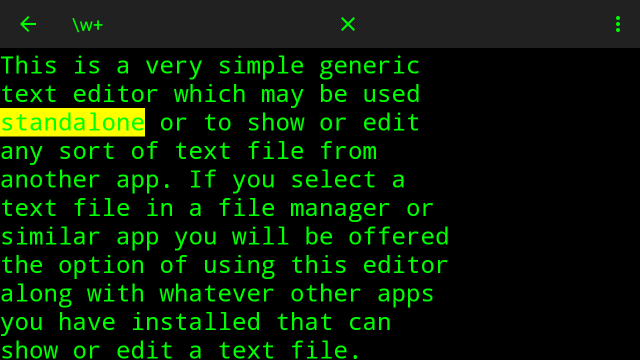 \w+
This is a very simple generic
text editor which may be used
standalone or to show or edit
any sort of text file from
another app. If you select a
text file in a file manager or
similar app you will be offered
the option of using this editor
along with whatever other apps
you have installed that can
show or edit a text file.